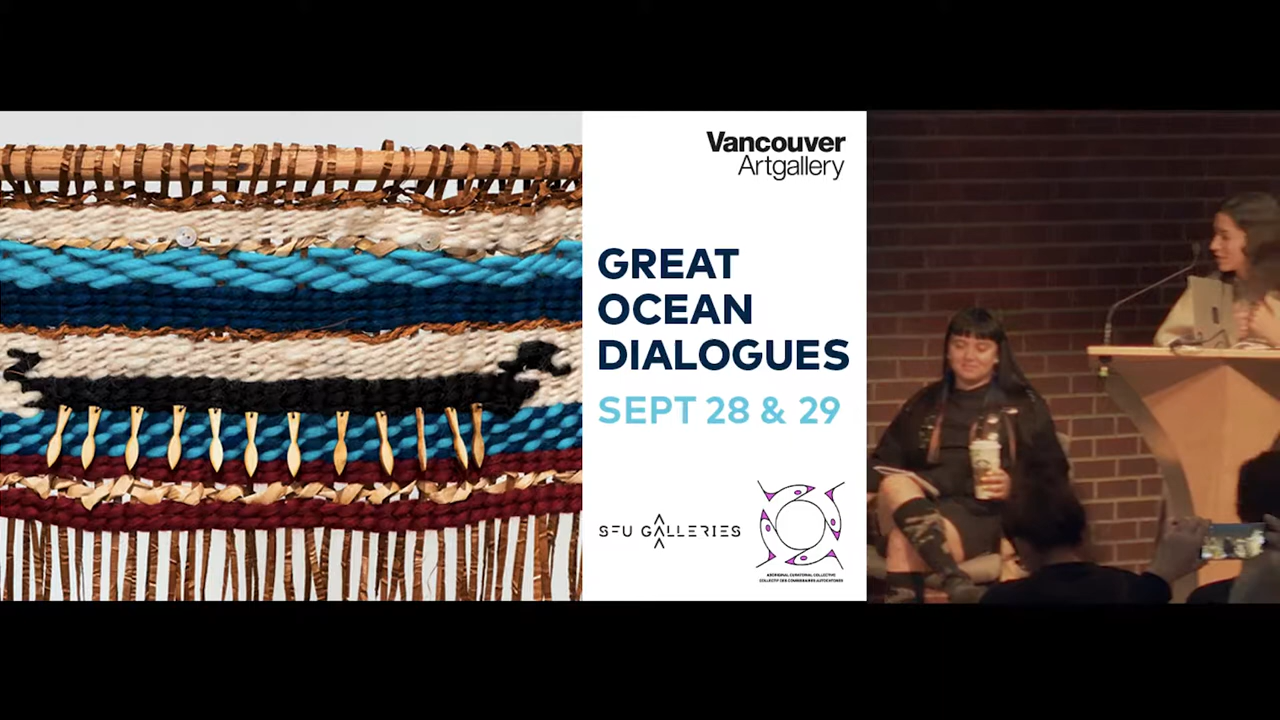 Vancouver
Artgallery
GREAT
OCEAN
DIALOGUES
SEPT 28 & 29
SFU GALLERIES
ABORIGINAL CURATORIAL COLLECTIVE
COLLECTIF DES COMMISSAIRES AUTOCHTONES